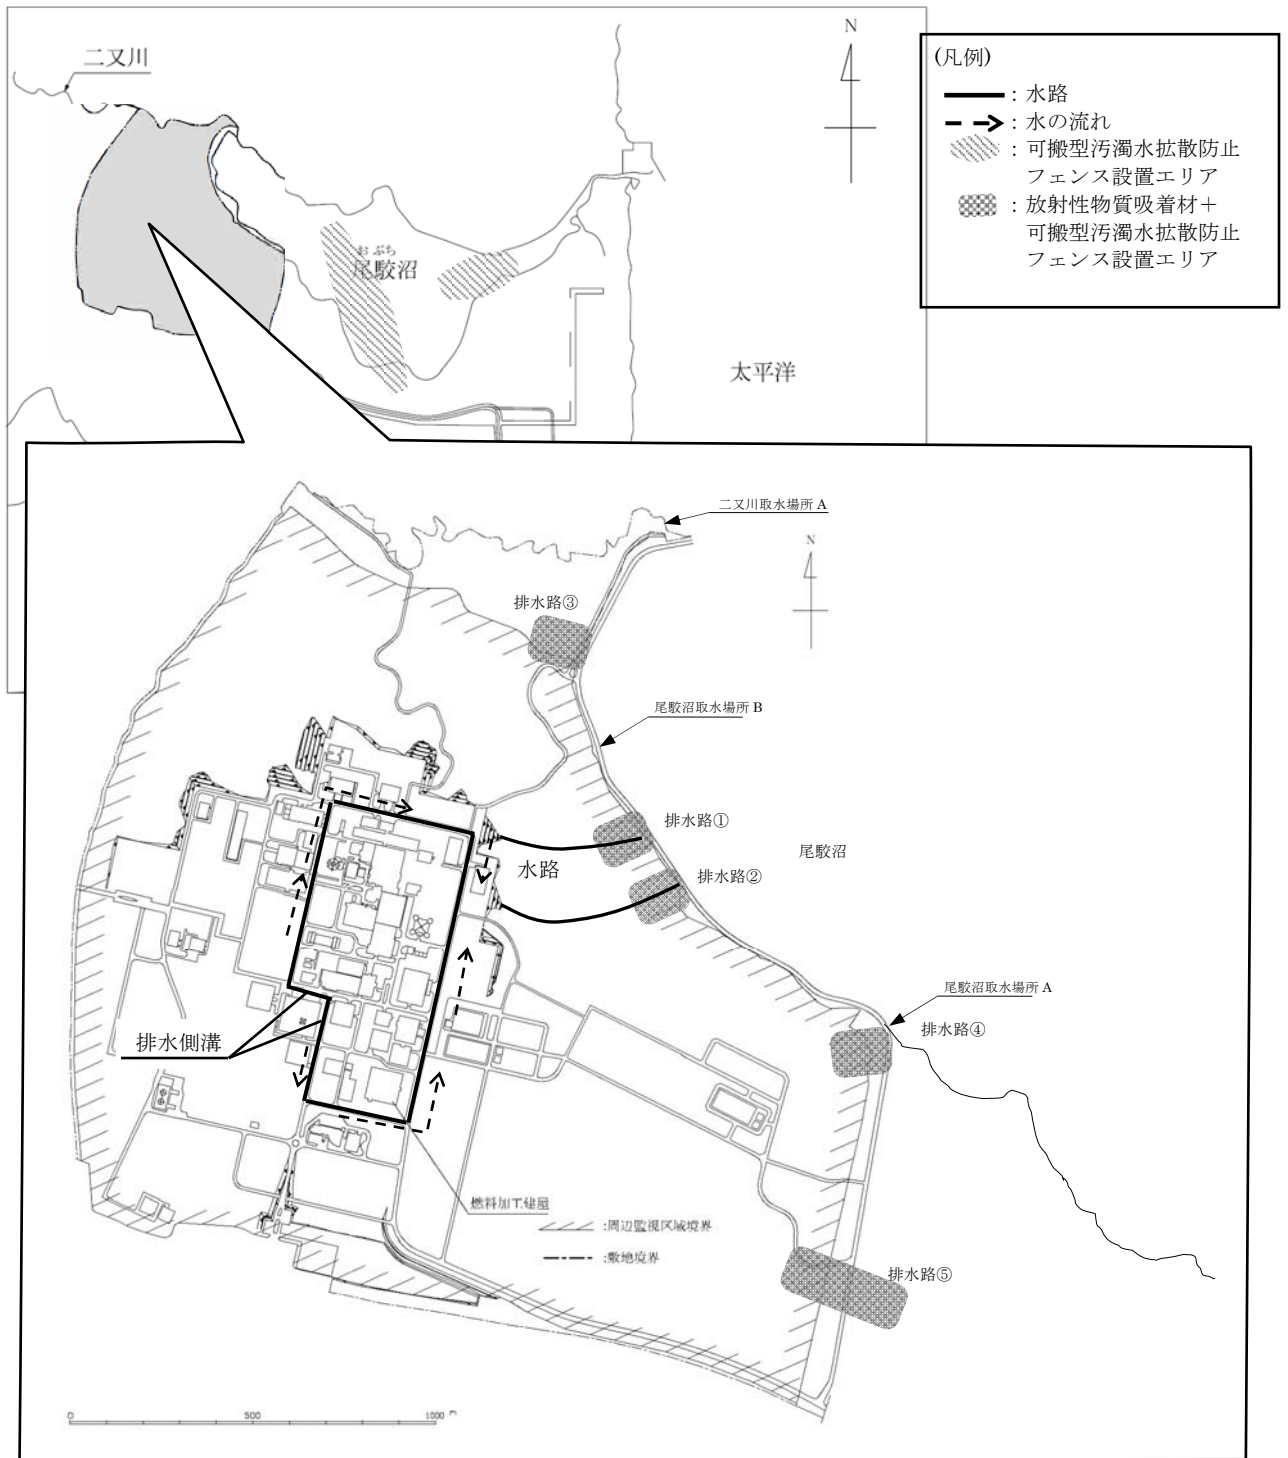 二又川
N
(凡例)
：水路
：水の流れ
：可搬型汚濁水拡散防止
フェンス設置エリア
：放射性物質吸着材＋
可搬型汚濁水拡散防止
フェンス設置エリア
おぶち
尾駮沼
太平洋
二又川取水場所 A
N
排水路③
尾駮沼取水場所 B
排水路①
尾駮沼
水路
排水路②
尾駮沼取水場所 A
排水路④
排水側溝
燃料加工建屋
:周辺監視区域境界
:敷地境界
排水路⑤
0 500 1000 m